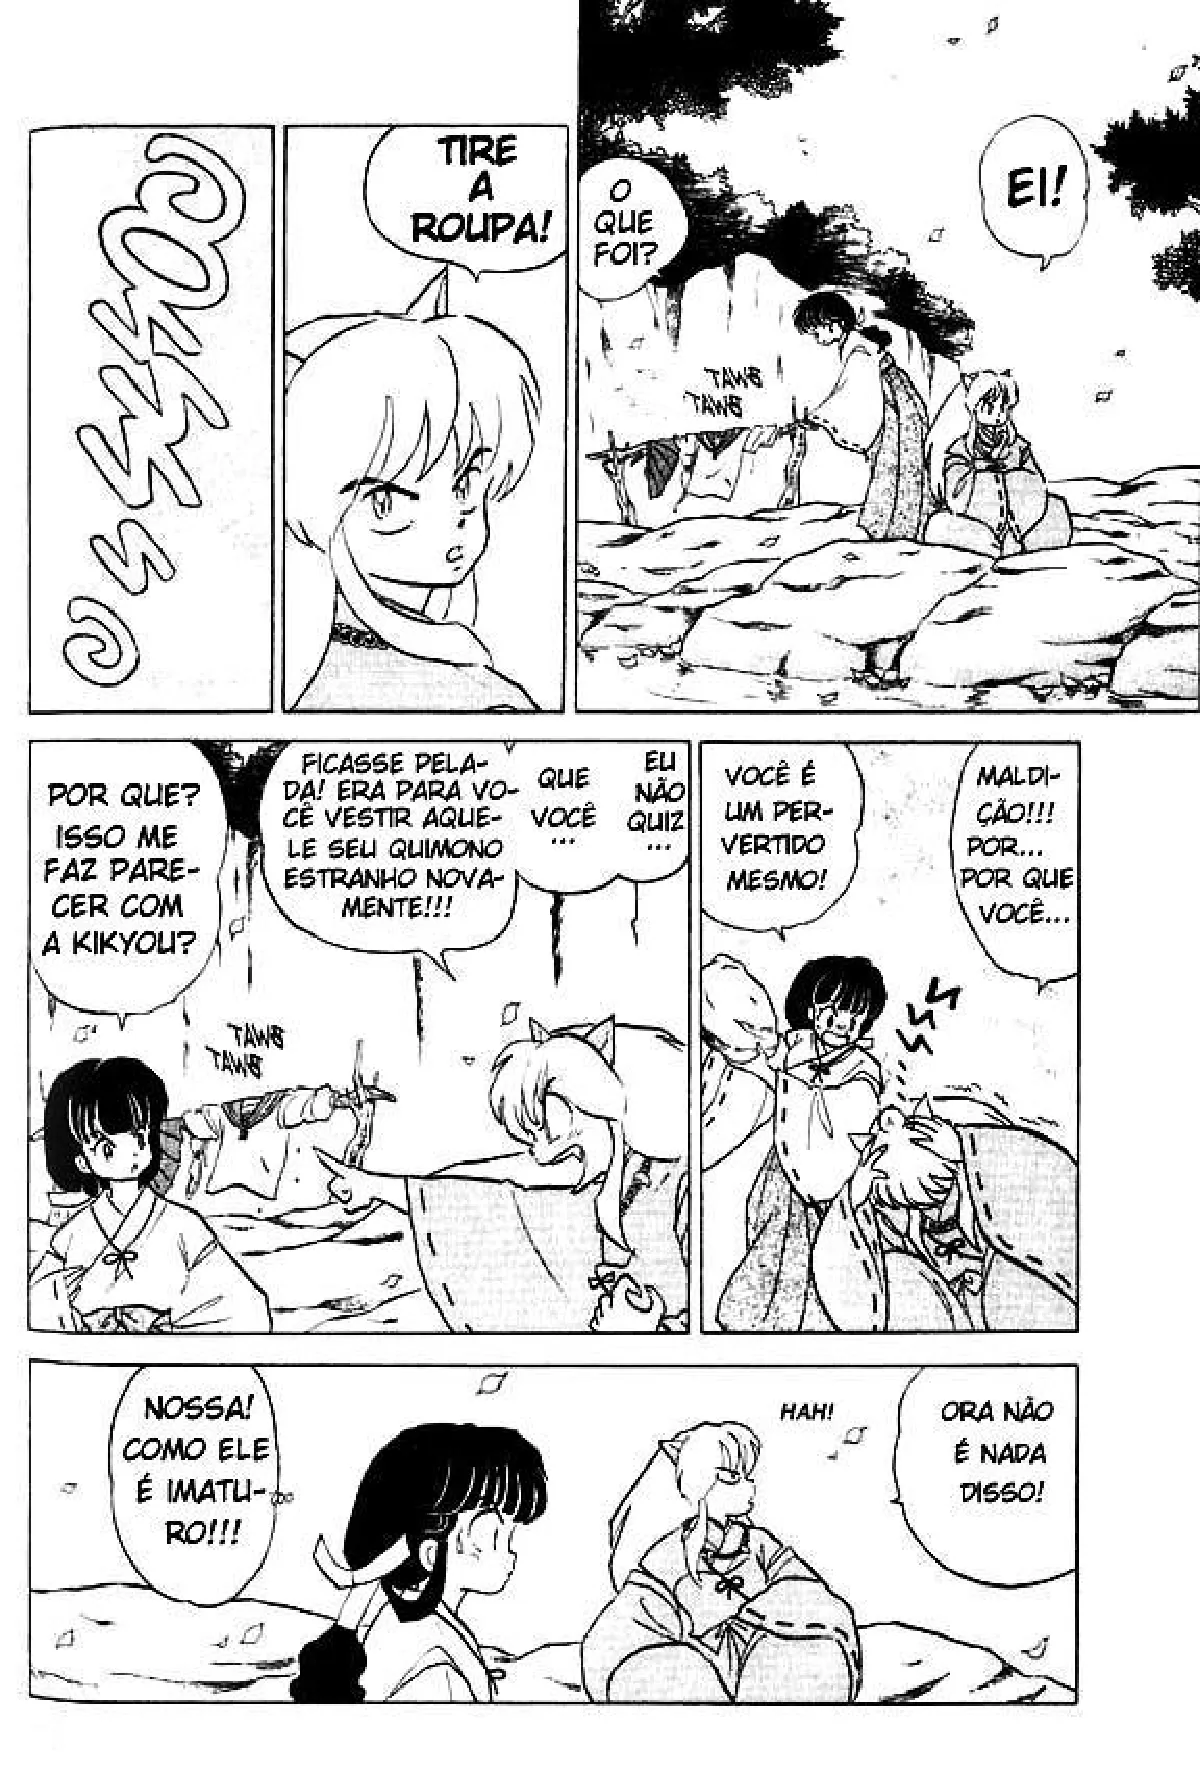 EI!
O
QUE
FOI?
TAWS
TAWS
TIRE
A
ROUPA!
MALDI-
ÇÃO!!!
POR...
POR QUE
VOCÊ...
VOCÊ É
UM PER-
VERTIDO
MESMO!
EU
NÃO
QUIZ
...
QUE
VOCÊ
...
FICASSE PELA-
DA! ERA PARA VO-
CÊ VESTIR AQUE-
LE SEU QUIMONO
ESTRANHO NOVA-
MENTE!!!
POR QUE?
ISSO ME
FAZ PARE-
CER COM
A KIKYOU?
TAWS
TAWS
ORA NÃO
É NADA
DISSO!
HAH!
NOSSA!
COMO ELE
É IMATU-
RO!!!